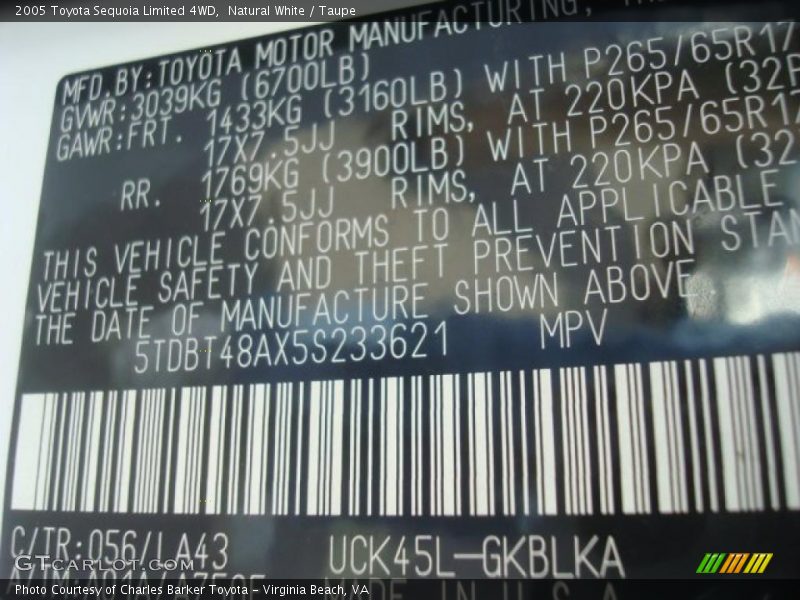 2005 Toyota Sequoia Limited 4WD, Natural White / Taupe
MFD.BY:TOYOTA MOTOR MANUFACTURING,
GVWR:3039KG (6700LB)
GAWR:FRT. 1433KG (3160LB) WITH P265/65R17
17X7.5JJ RIMS, AT 220KPA (32P
RR. 1769KG (3900LB) WITH P265/65R17
17X7.5JJ RIMS, AT 220KPA (32
THIS VEHICLE CONFORMS TO ALL APPLICABLE
VEHICLE SAFETY AND THEFT PREVENTION STAN
THE DATE OF MANUFACTURE SHOWN ABOVE.
5TDBT48AX5S233621 MPV
C/TR:056/LA43 UCK45L-GKBLKA
GTCarLot.com
MADE IN U.S.A.
Photo Courtesy of Charles Barker Toyota - Virginia Beach, VA